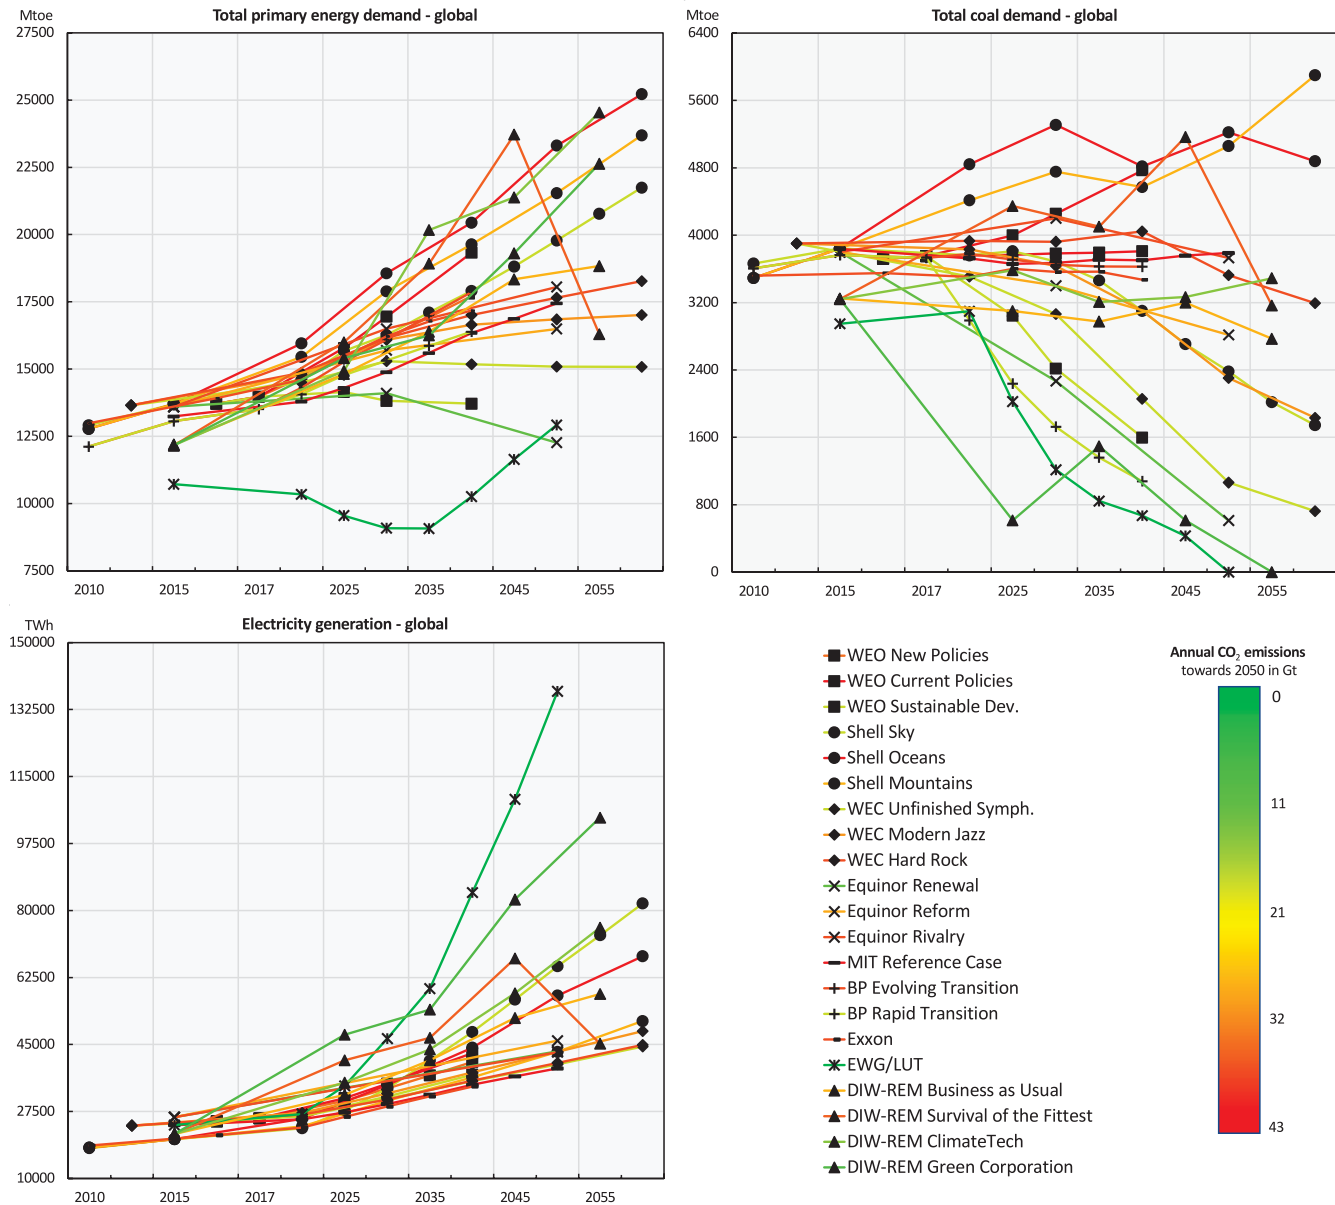 Mtoe
Total primary energy demand - global
27500
25000
22500
20000
17500
15000
12500
10000
7500
2010 2015 2017 2025 2035 2045 2055
Mtoe
Total coal demand - global
6400
5600
4800
4000
3200
2400
1600
800
0
2010 2015 2017 2025 2035 2045 2055
TWh
Electricity generation - global
150000
132500
115000
97500
80000
62500
45000
27500
10000
2010 2015 2017 2025 2035 2045 2055
WEO New Policies
WEO Current Policies
WEO Sustainable Dev.
Shell Sky
Shell Oceans
Shell Mountains
WEC Unfinished Symph.
WEC Modern Jazz
WEC Hard Rock
Equinor Renewal
Equinor Reform
Equinor Rivalry
MIT Reference Case
BP Evolving Transition
BP Rapid Transition
Exxon
EWG/LUT
DIW-REM Business as Usual
DIW-REM Survival of the Fittest
DIW-REM ClimateTech
DIW-REM Green Corporation
Annual CO₂ emissions
towards 2050 in Gt
0
11
21
32
43